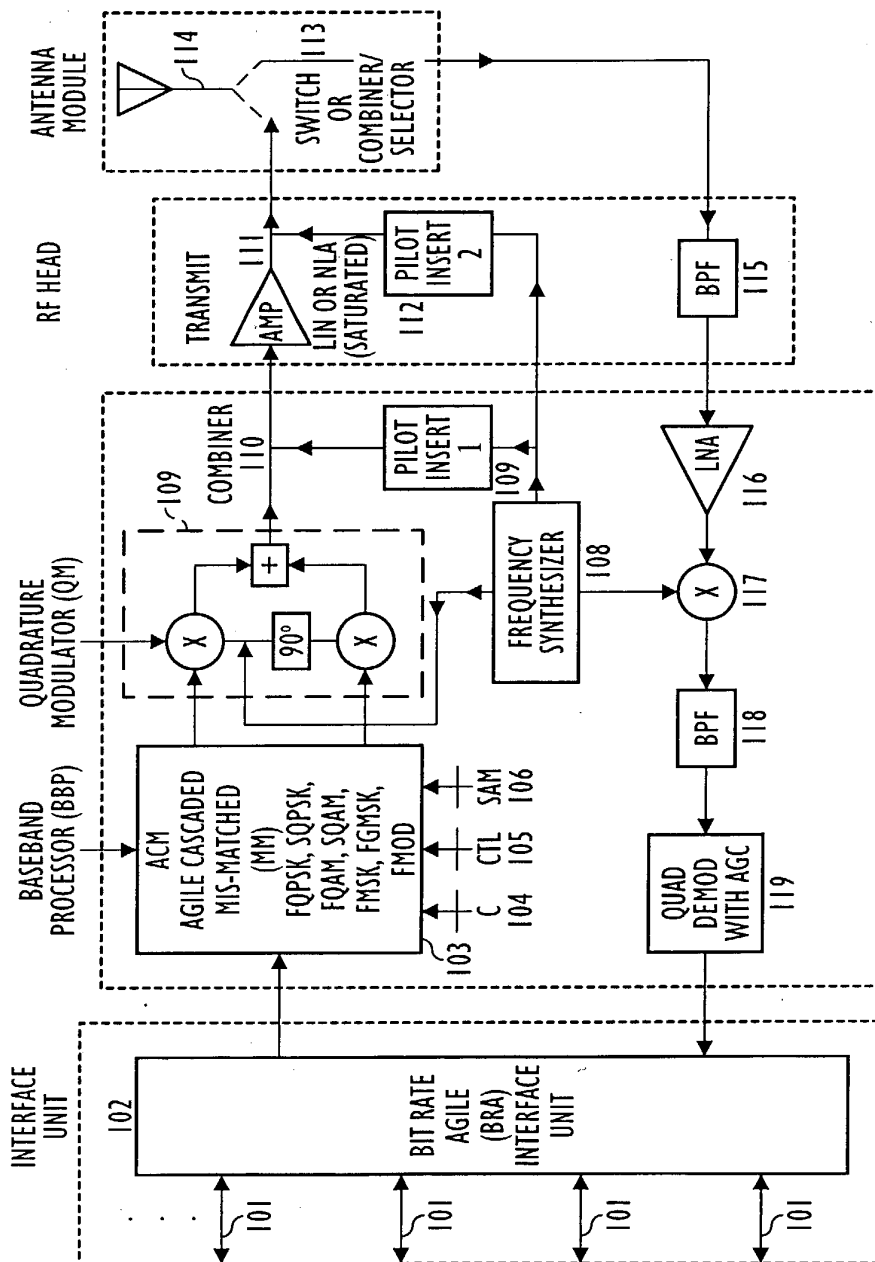 INTERFACE
UNIT
BASEBAND
PROCESSOR (BBP)
QUADRATURE
MODULATOR (QM)
RF HEAD
ANTENNA
MODULE
102
BIT RATE
AGILE
(BRA)
INTERFACE
UNIT
101
101
101
101
ACM
AGILE CASCADED
MIS-MATCHED
(MM)
FQPSK, SQPSK,
FQAM, SQAM,
FMSK, FGMSK,
FMOD
103
C
104
CTL
105
SAM
106
X
90°
X
+
109
COMBINER
110
PILOT
INSERT
1
109
FREQUENCY
SYNTHESIZER
108
TRANSMIT
AMP
111
LIN OR NLA
(SATURATED)
PILOT
INSERT
2
112
114
113
SWITCH
OR
COMBINER/
SELECTOR
BPF
115
LNA
116
X
117
BPF
118
QUAD
DEMOD
WITH AGC
119